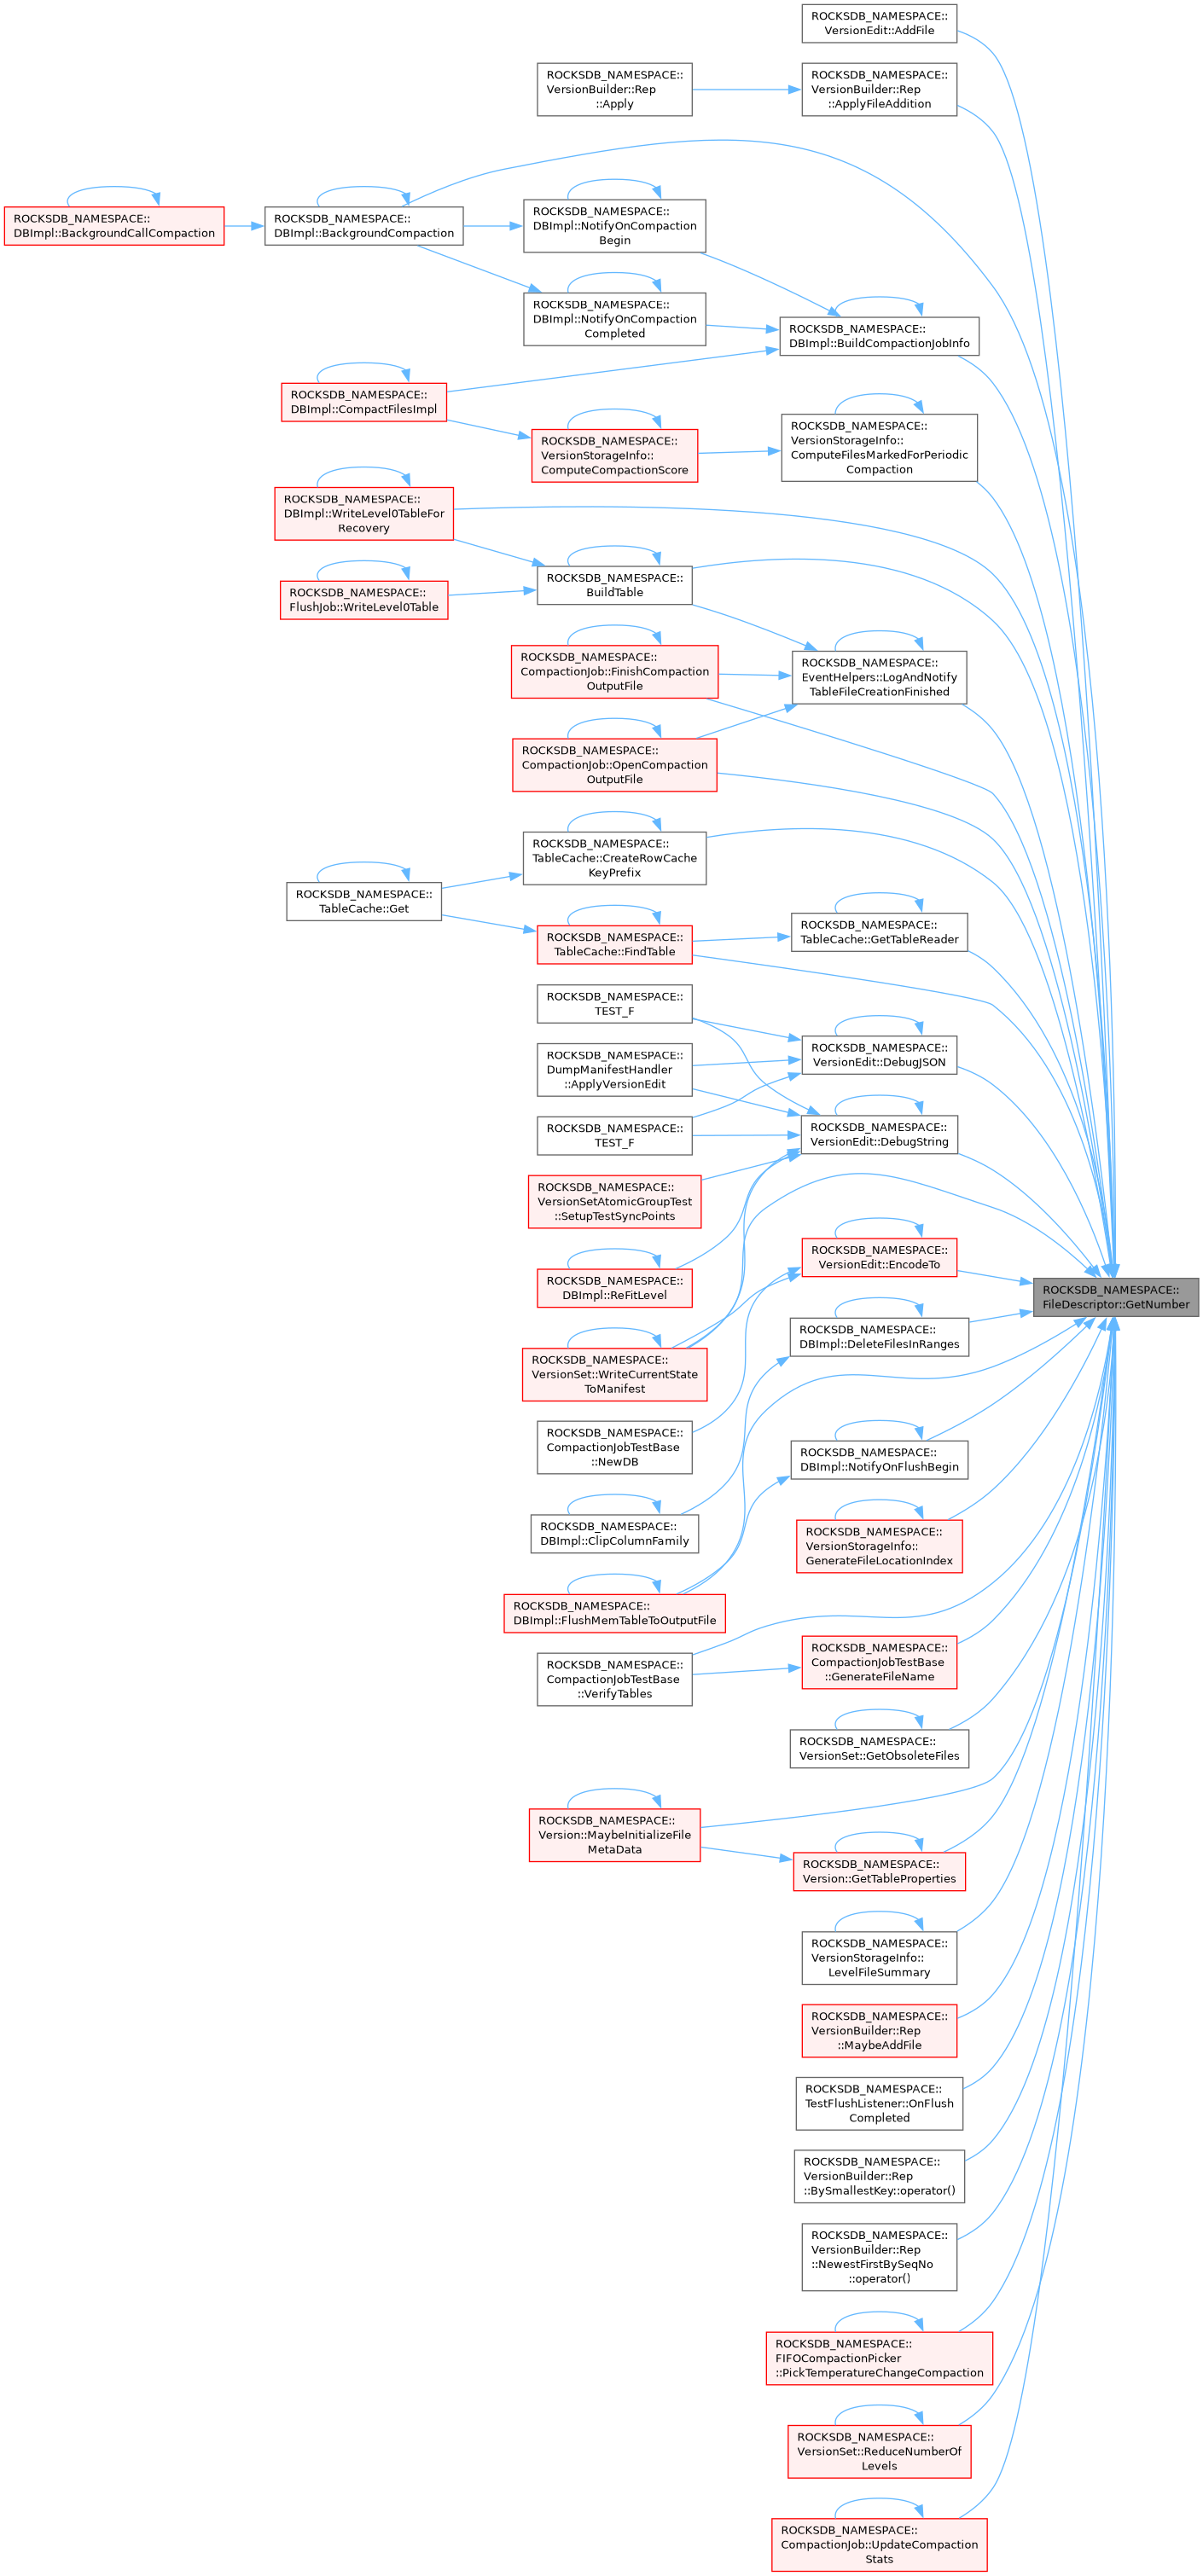 ROCKSDB_NAMESPACE::
VersionEdit::AddFile
ROCKSDB_NAMESPACE::
VersionBuilder::Rep
::Apply
ROCKSDB_NAMESPACE::
VersionBuilder::Rep
::ApplyFileAddition
ROCKSDB_NAMESPACE::
DBImpl::BackgroundCallCompaction
ROCKSDB_NAMESPACE::
DBImpl::BackgroundCompaction
ROCKSDB_NAMESPACE::
DBImpl::NotifyOnCompaction
Begin
ROCKSDB_NAMESPACE::
DBImpl::NotifyOnCompaction
Completed
ROCKSDB_NAMESPACE::
DBImpl::BuildCompactionJobInfo
ROCKSDB_NAMESPACE::
DBImpl::CompactFilesImpl
ROCKSDB_NAMESPACE::
VersionStorageInfo::
ComputeCompactionScore
ROCKSDB_NAMESPACE::
VersionStorageInfo::
ComputeFilesMarkedForPeriodic
Compaction
ROCKSDB_NAMESPACE::
DBImpl::WriteLevel0TableFor
Recovery
ROCKSDB_NAMESPACE::
FlushJob::WriteLevel0Table
ROCKSDB_NAMESPACE::
BuildTable
ROCKSDB_NAMESPACE::
CompactionJob::FinishCompaction
OutputFile
ROCKSDB_NAMESPACE::
EventHelpers::LogAndNotify
TableFileCreationFinished
ROCKSDB_NAMESPACE::
CompactionJob::OpenCompaction
OutputFile
ROCKSDB_NAMESPACE::
TableCache::CreateRowCache
KeyPrefix
ROCKSDB_NAMESPACE::
TableCache::Get
ROCKSDB_NAMESPACE::
TableCache::FindTable
ROCKSDB_NAMESPACE::
TableCache::GetTableReader
ROCKSDB_NAMESPACE::
TEST_F
ROCKSDB_NAMESPACE::
VersionEdit::DebugJSON
ROCKSDB_NAMESPACE::
DumpManifestHandler
::ApplyVersionEdit
ROCKSDB_NAMESPACE::
TEST_F
ROCKSDB_NAMESPACE::
VersionEdit::DebugString
ROCKSDB_NAMESPACE::
VersionSetAtomicGroupTest
::SetupTestSyncPoints
ROCKSDB_NAMESPACE::
DBImpl::ReFitLevel
ROCKSDB_NAMESPACE::
VersionEdit::EncodeTo
ROCKSDB_NAMESPACE::
FileDescriptor::GetNumber
ROCKSDB_NAMESPACE::
DBImpl::DeleteFilesInRanges
ROCKSDB_NAMESPACE::
VersionSet::WriteCurrentState
ToManifest
ROCKSDB_NAMESPACE::
CompactionJobTestBase
::NewDB
ROCKSDB_NAMESPACE::
DBImpl::NotifyOnFlushBegin
ROCKSDB_NAMESPACE::
DBImpl::ClipColumnFamily
ROCKSDB_NAMESPACE::
VersionStorageInfo::
GenerateFileLocationIndex
ROCKSDB_NAMESPACE::
DBImpl::FlushMemTableToOutputFile
ROCKSDB_NAMESPACE::
CompactionJobTestBase
::VerifyTables
ROCKSDB_NAMESPACE::
CompactionJobTestBase
::GenerateFileName
ROCKSDB_NAMESPACE::
VersionSet::GetObsoleteFiles
ROCKSDB_NAMESPACE::
Version::MaybeInitializeFile
MetaData
ROCKSDB_NAMESPACE::
Version::GetTableProperties
ROCKSDB_NAMESPACE::
VersionStorageInfo::
LevelFileSummary
ROCKSDB_NAMESPACE::
VersionBuilder::Rep
::MaybeAddFile
ROCKSDB_NAMESPACE::
TestFlushListener::OnFlush
Completed
ROCKSDB_NAMESPACE::
VersionBuilder::Rep
::BySmallestKey::operator()
ROCKSDB_NAMESPACE::
VersionBuilder::Rep
::NewestFirstBySeqNo
::operator()
ROCKSDB_NAMESPACE::
FIFOCompactionPicker
::PickTemperatureChangeCompaction
ROCKSDB_NAMESPACE::
VersionSet::ReduceNumberOf
Levels
ROCKSDB_NAMESPACE::
CompactionJob::UpdateCompaction
Stats